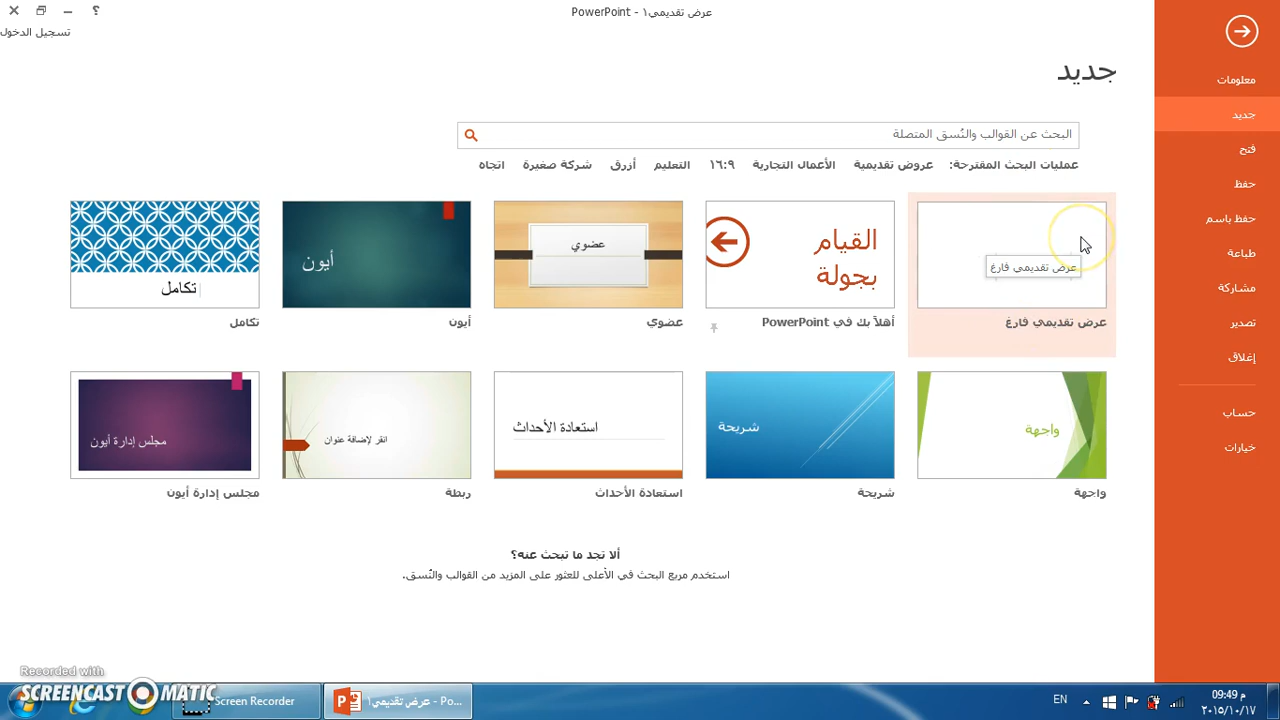 عرض تقديمي١ - PowerPoint
?
تسجيل الدخول
معلومات
جديد
فتح
حفظ
حفظ باسم
طباعة
مشاركة
تصدير
إغلاق
حساب
خيارات
جديد
البحث عن القوالب والنُسق المتصلة
عمليات البحث المقترحة: عروض تقديمية الأعمال التجارية ١٦:٩ التعليم أزرق شركة صغيرة اتجاه
عرض تقديمي فارغ
عرض تقديمي فارغ
القيام
بجولة
أهلاً بك في PowerPoint
عضوي
عضوي
أيون
أيون
تكامل
تكامل
واجهة
واجهة
شريحة
شريحة
استعادة الأحداث
استعادة الأحداث
انقر لإضافة عنوان
ربطة
مجلس إدارة أيون
مجلس إدارة أيون
ألا تجد ما تبحث عنه؟
استخدم مربع البحث في الأعلى للعثور على المزيد من القوالب والنُسق.
Recorded with
SCREENCAST MATIC
Screen Recorder
عرض تقديمي١ - Po...
EN
09:49 م
٢٠١٥/١٠/١٧